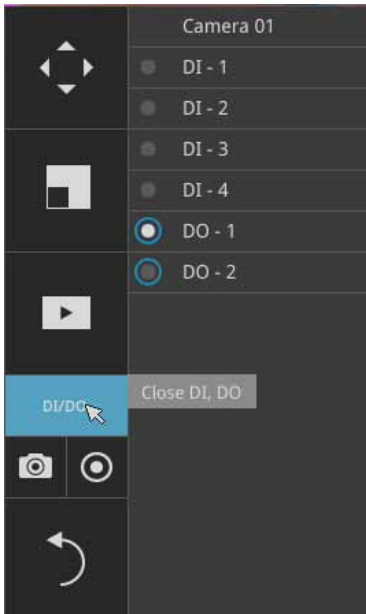 Camera 01
DI - 1
DI - 2
DI - 3
DI - 4
DO - 1
DO - 2
DI/DO
Close DI, DO